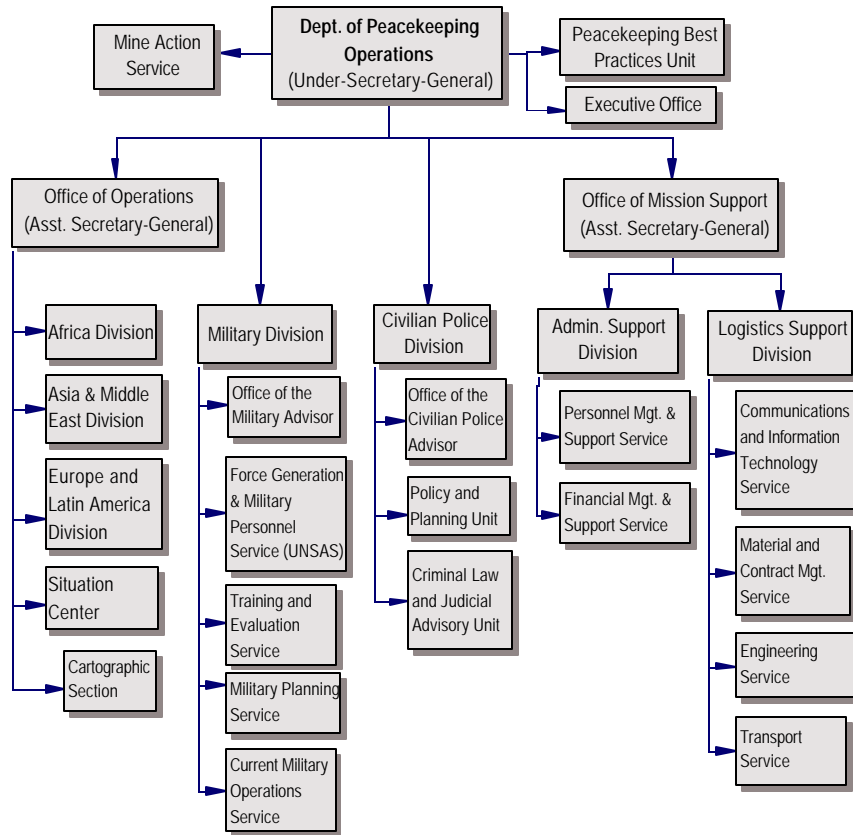 Mine Action
Service
Dept. of Peacekeeping
Operations
(Under-Secretary-General)
Peacekeeping Best
Practices Unit
Executive Office
Office of Operations
(Asst. Secretary-General)
Office of Mission Support
(Asst. Secretary-General)
Africa Division
Asia & Middle
East Division
Europe and
Latin America
Division
Situation
Center
Cartographic
Section
Military Division
Office of the
Military Advisor
Force Generation
& Military
Personnel
Service (UNSAS)
Training and
Evaluation
Service
Military Planning
Service
Current Military
Operations
Service
Civilian Police
Division
Office of the
Civilian Police
Advisor
Policy and
Planning Unit
Criminal Law
and Judicial
Advisory Unit
Admin. Support
Division
Personnel Mgt. &
Support Service
Financial Mgt. &
Support Service
Logistics Support
Division
Communications
and Information
Technology
Service
Material and
Contract Mgt.
Service
Engineering
Service
Transport
Service